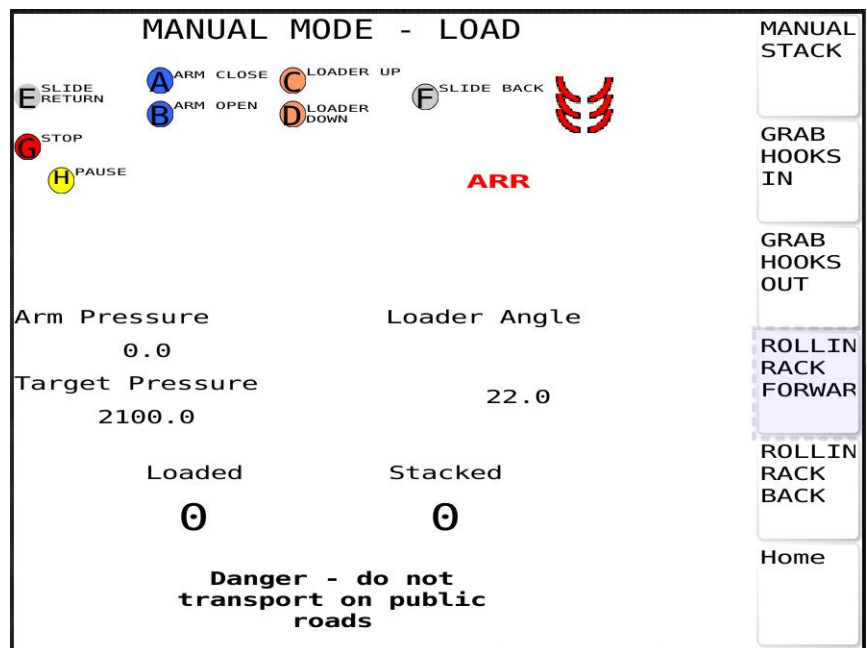 MANUAL MODE - LOAD
E SLIDE
RETURN
A ARM CLOSE
B ARM OPEN
C LOADER UP
D LOADER
DOWN
F SLIDE BACK
G STOP
H PAUSE
ARR
Arm Pressure
0.0
Target Pressure
2100.0
Loader Angle
22.0
Loaded
0
Stacked
0
Danger - do not
transport on public
roads
MANUAL
STACK
GRAB
HOOKS
IN
GRAB
HOOKS
OUT
ROLLIN
RACK
FORWAR
ROLLIN
RACK
BACK
Home